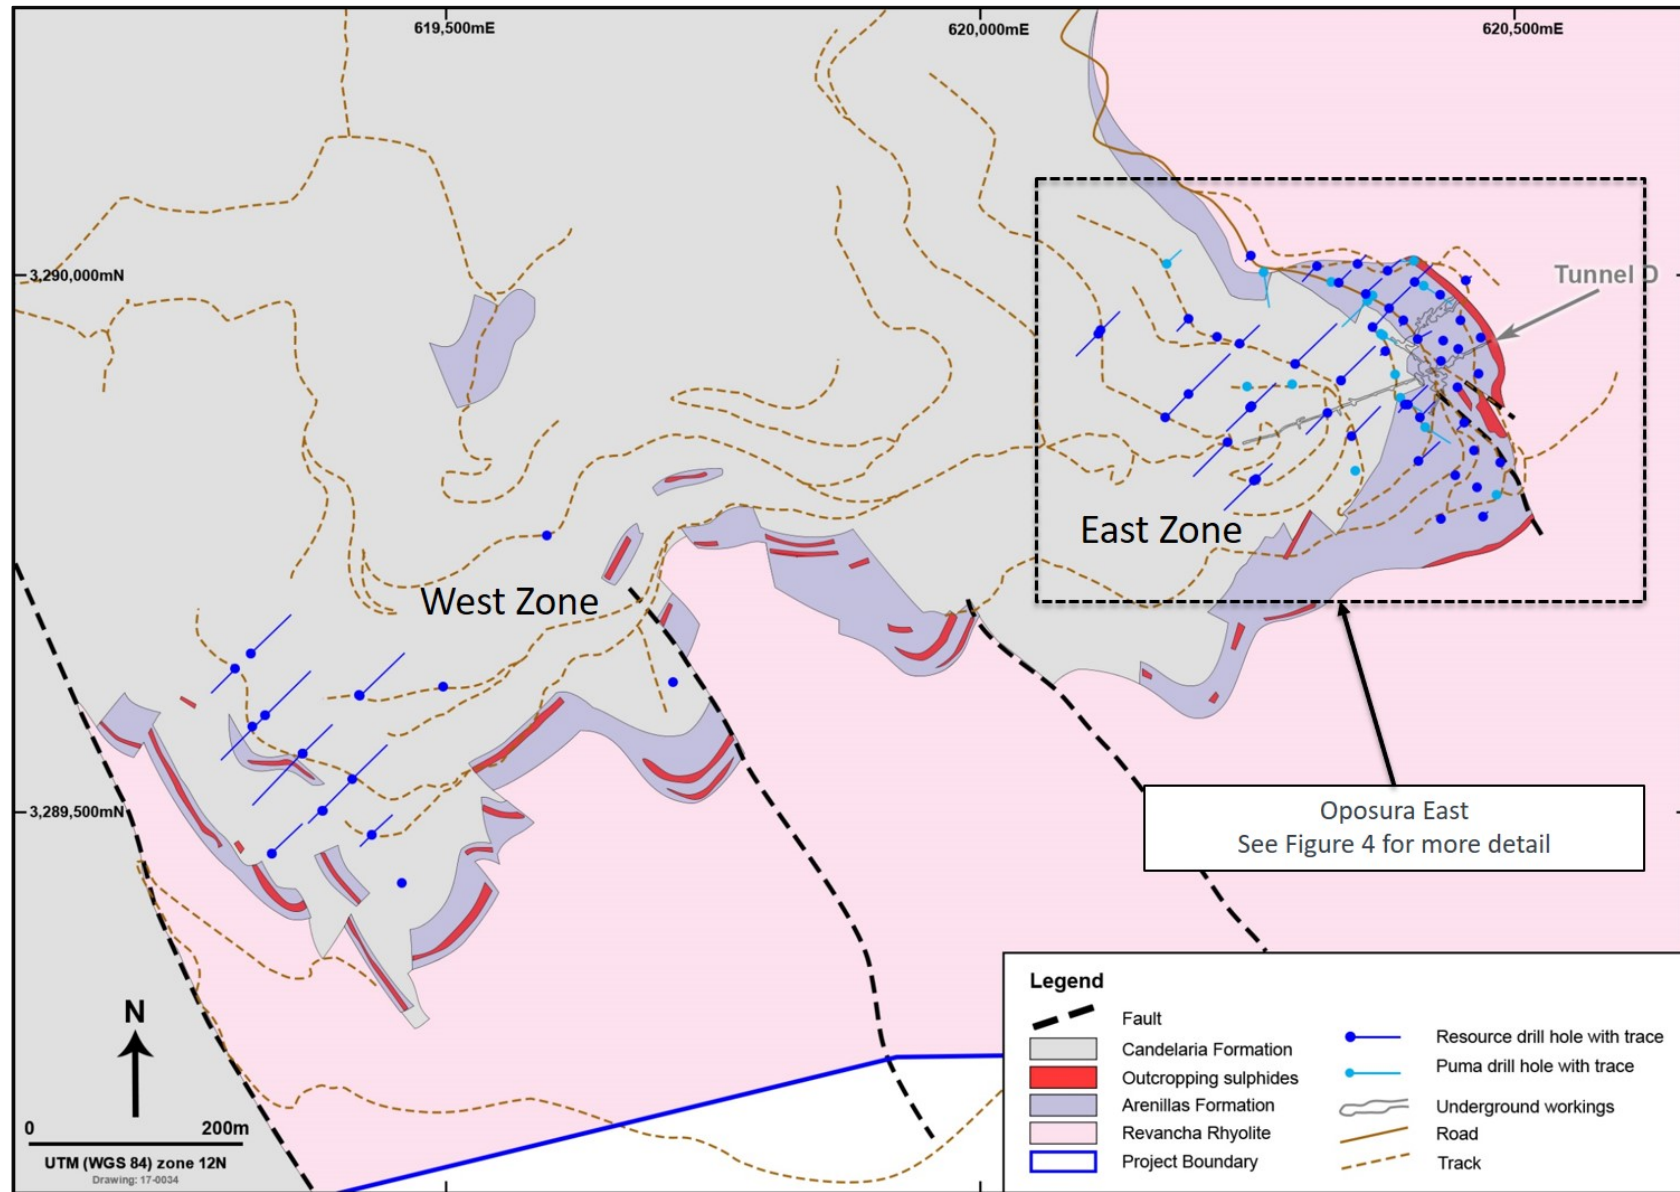 619,500mE
620,000mE
620,500mE
3,290,000mN
Tunnel D
East Zone
West Zone
3,289,500mN
Oposura East
See Figure 4 for more detail
N
0 200m
UTM (WGS 84) zone 12N
Drawing: 17-0034
Legend
Fault
Candelaria Formation
Outcropping sulphides
Arenillas Formation
Revancha Rhyolite
Project Boundary
Resource drill hole with trace
Puma drill hole with trace
Underground workings
Road
Track